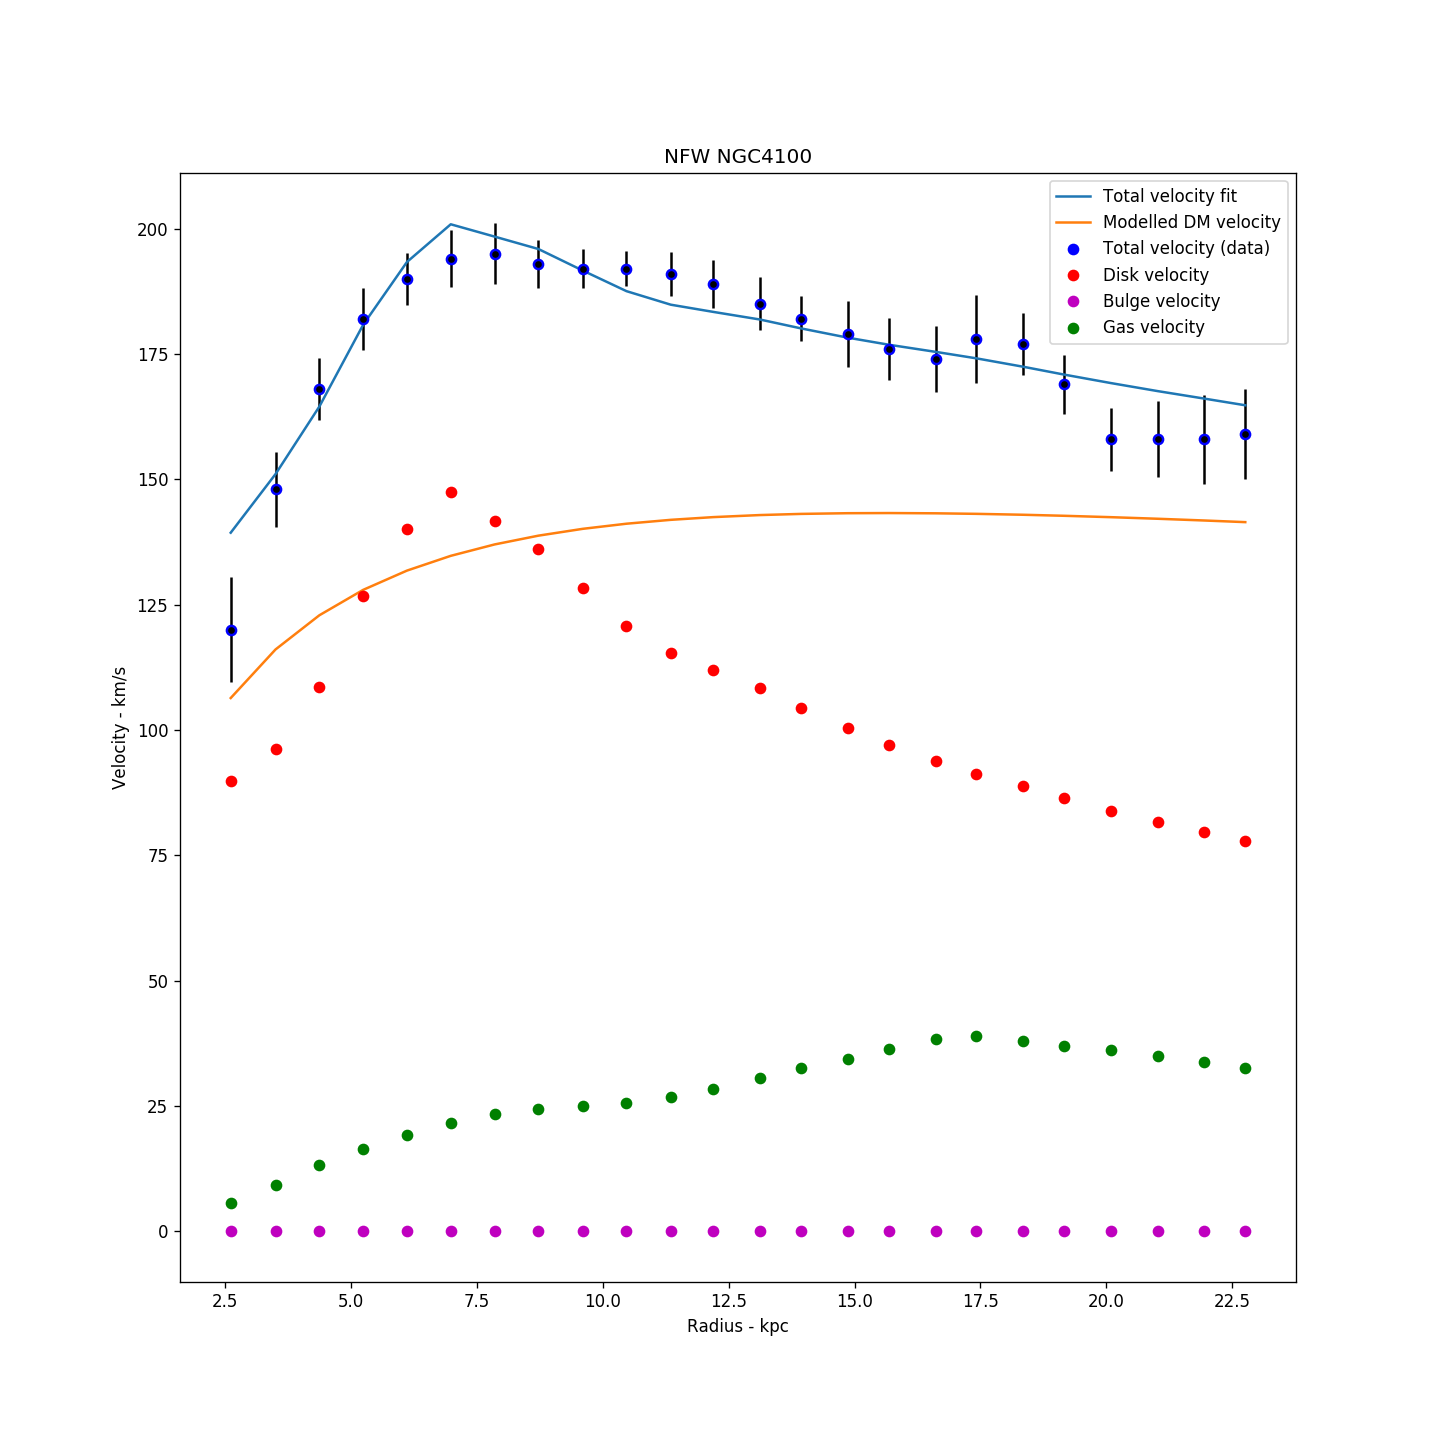 NFW NGC4100
Total velocity fit
Modelled DM velocity
Total velocity (data)
Disk velocity
Bulge velocity
Gas velocity
200
175
150
125
100
75
50
25
0
Velocity - km/s
2.5 5.0 7.5 10.0 12.5 15.0 17.5 20.0 22.5
Radius - kpc